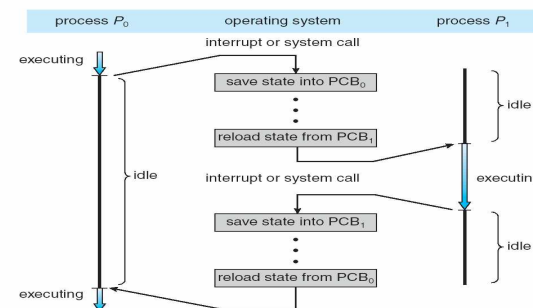 process P0 operating system process P1
interrupt or system call
executing
save state into PCB0
idle
reload state from PCB1
idle
interrupt or system call
executin
save state into PCB1
idle
reload state from PCB0
executing